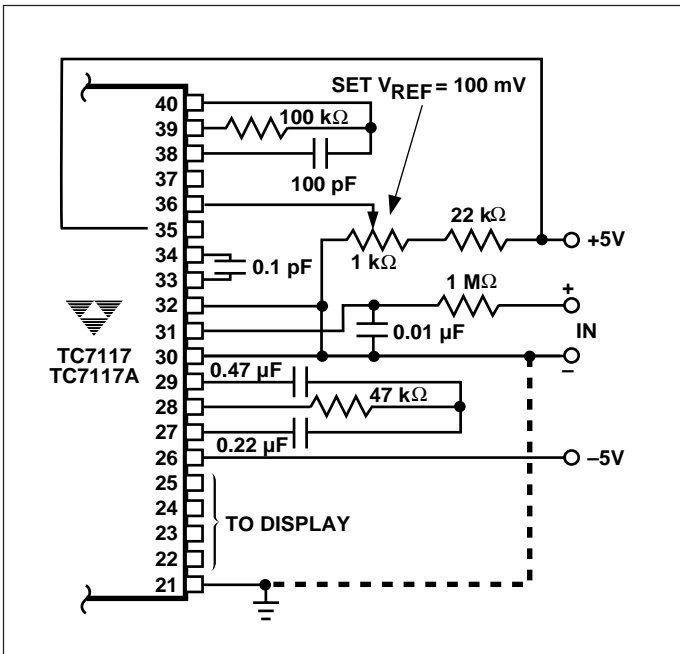 SET VREF = 100 mV
40
39
100 kΩ
38
100 pF
37
36
35
22 kΩ
+5V
1 kΩ
34
33
0.1 pF
32
1 MΩ
+
31
0.01 µF
IN
30
–
TC7117
TC7117A
29
0.47 µF
28
47 kΩ
27
0.22 µF
26
–5V
25
24
TO DISPLAY
23
22
21